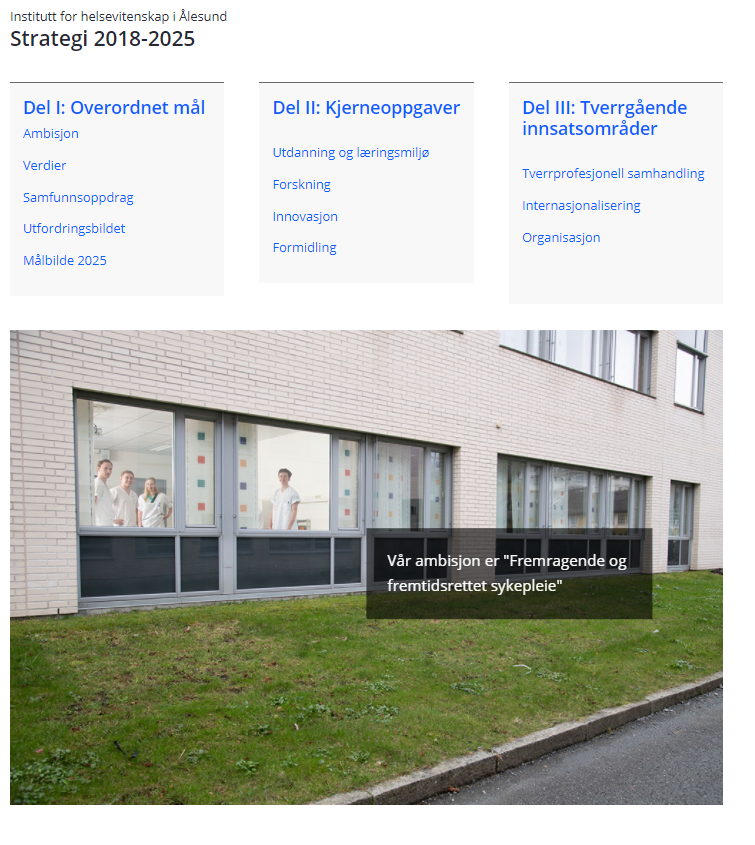 Institutt for helsevitenskap i Ålesund
Strategi 2018-2025
Del I: Overordnet mål
Ambisjon
Verdier
Samfunnsoppdrag
Utfordringsbildet
Målbilde 2025
Del II: Kjerneoppgaver
Utdanning og læringsmiljø
Forskning
Innovasjon
Formidling
Del III: Tverrgående
innsatsområder
Tverrprofesjonell samhandling
Internasjonalisering
Organisasjon
Vår ambisjon er "Fremragende og
fremtidsrettet sykepleie"